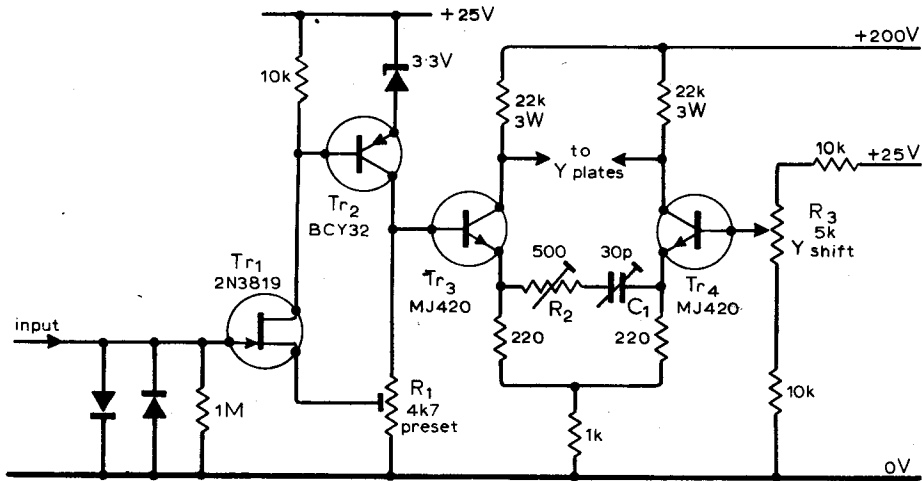 +25V
+200V
10k
3·3V
22k
3W
22k
3W
10k
+25V
to
Y plates
Tr2
BCY32
R3
5k
Y shift
500
30p
Tr1
2N3819
Tr3
MJ420
R2
C1
Tr4
MJ420
input
220
220
1M
R1
4k7
preset
10k
1k
0V